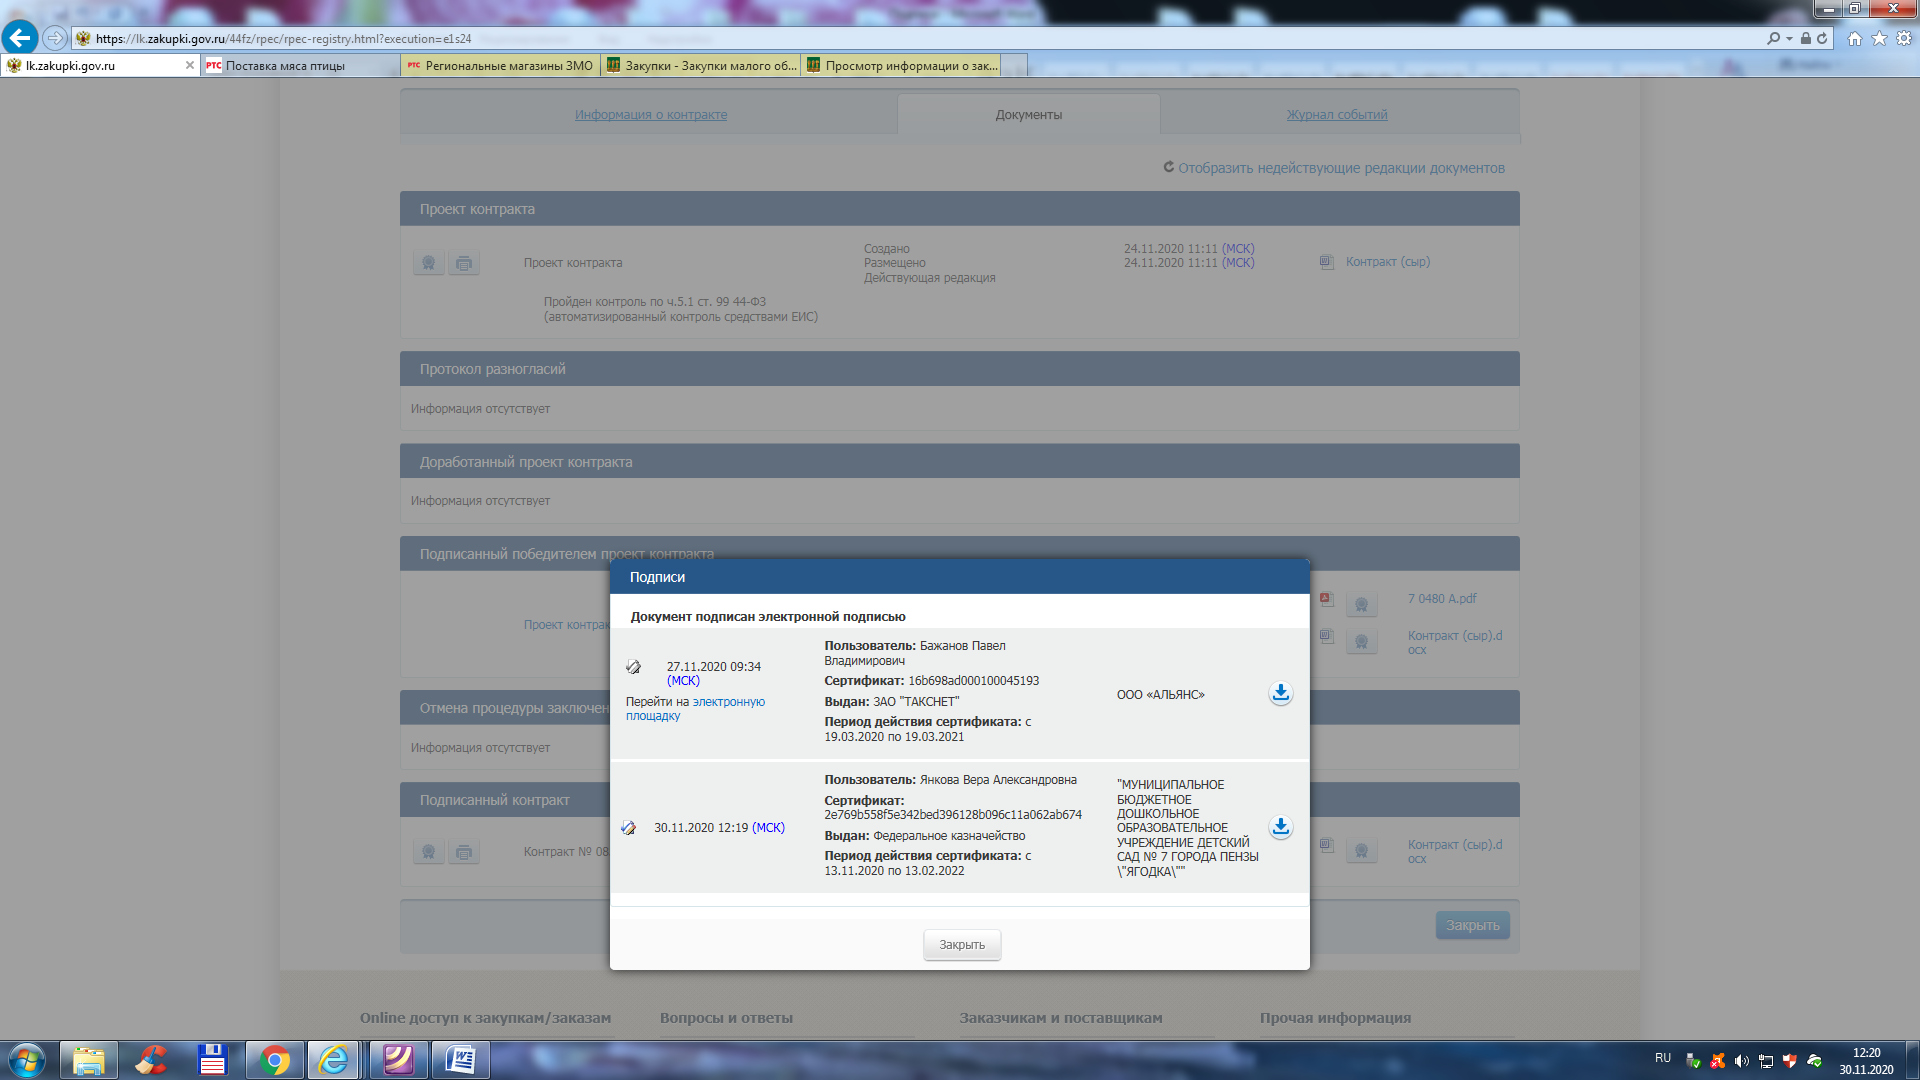 https://lk.zakupki.gov.ru/44fz/rpec/rpec-registry.html?execution=e1s24
lk.zakupki.gov.ru
РТС Поставка мяса птицы
РТС Региональные магазины ЗМО
Закупки - Закупки малого об...
Просмотр информации о зак...
Информация о контракте
Документы
Журнал событий
Отобразить недействующие редакции документов
Проект контракта
Проект контракта
Создано
Размещено
Действующая редакция
24.11.2020 11:11 (МСК)
24.11.2020 11:11 (МСК)
Контракт (сыр)
Пройден контроль по ч.5.1 ст. 99 44-ФЗ
(автоматизированный контроль средствами ЕИС)
Протокол разногласий
Информация отсутствует
Доработанный проект контракта
Информация отсутствует
Подписанный победителем проект контракта
Проект контрак
7 0480 А.pdf
Контракт (сыр).d
ocx
Подписи
Документ подписан электронной подписью
27.11.2020 09:34
(МСК)
Перейти на электронную
площадку
Пользователь: Бажанов Павел
Владимирович
Сертификат: 16b698ad000100045193
Выдан: ЗАО "ТАКСНЕТ"
Период действия сертификата: с
19.03.2020 по 19.03.2021
ООО «АЛЬЯНС»
30.11.2020 12:19 (МСК)
Пользователь: Янкова Вера Александровна
Сертификат:
2e769b558f5e342bed396128b096c11a062ab674
Выдан: Федеральное казначейство
Период действия сертификата: с
13.11.2020 по 13.02.2022
"МУНИЦИПАЛЬНОЕ
БЮДЖЕТНОЕ
ДОШКОЛЬНОЕ
ОБРАЗОВАТЕЛЬНОЕ
УЧРЕЖДЕНИЕ ДЕТСКИЙ
САД № 7 ГОРОДА ПЕНЗЫ
\"ЯГОДКА\""
Закрыть
Отмена процедуры заключен
Информация отсутствует
Подписанный контракт
Контракт № 08
Контракт (сыр).d
ocx
Закрыть
Online доступ к закупкам/заказам
Вопросы и ответы
Заказчикам и поставщикам
Прочая информация
RU
12:20
30.11.2020